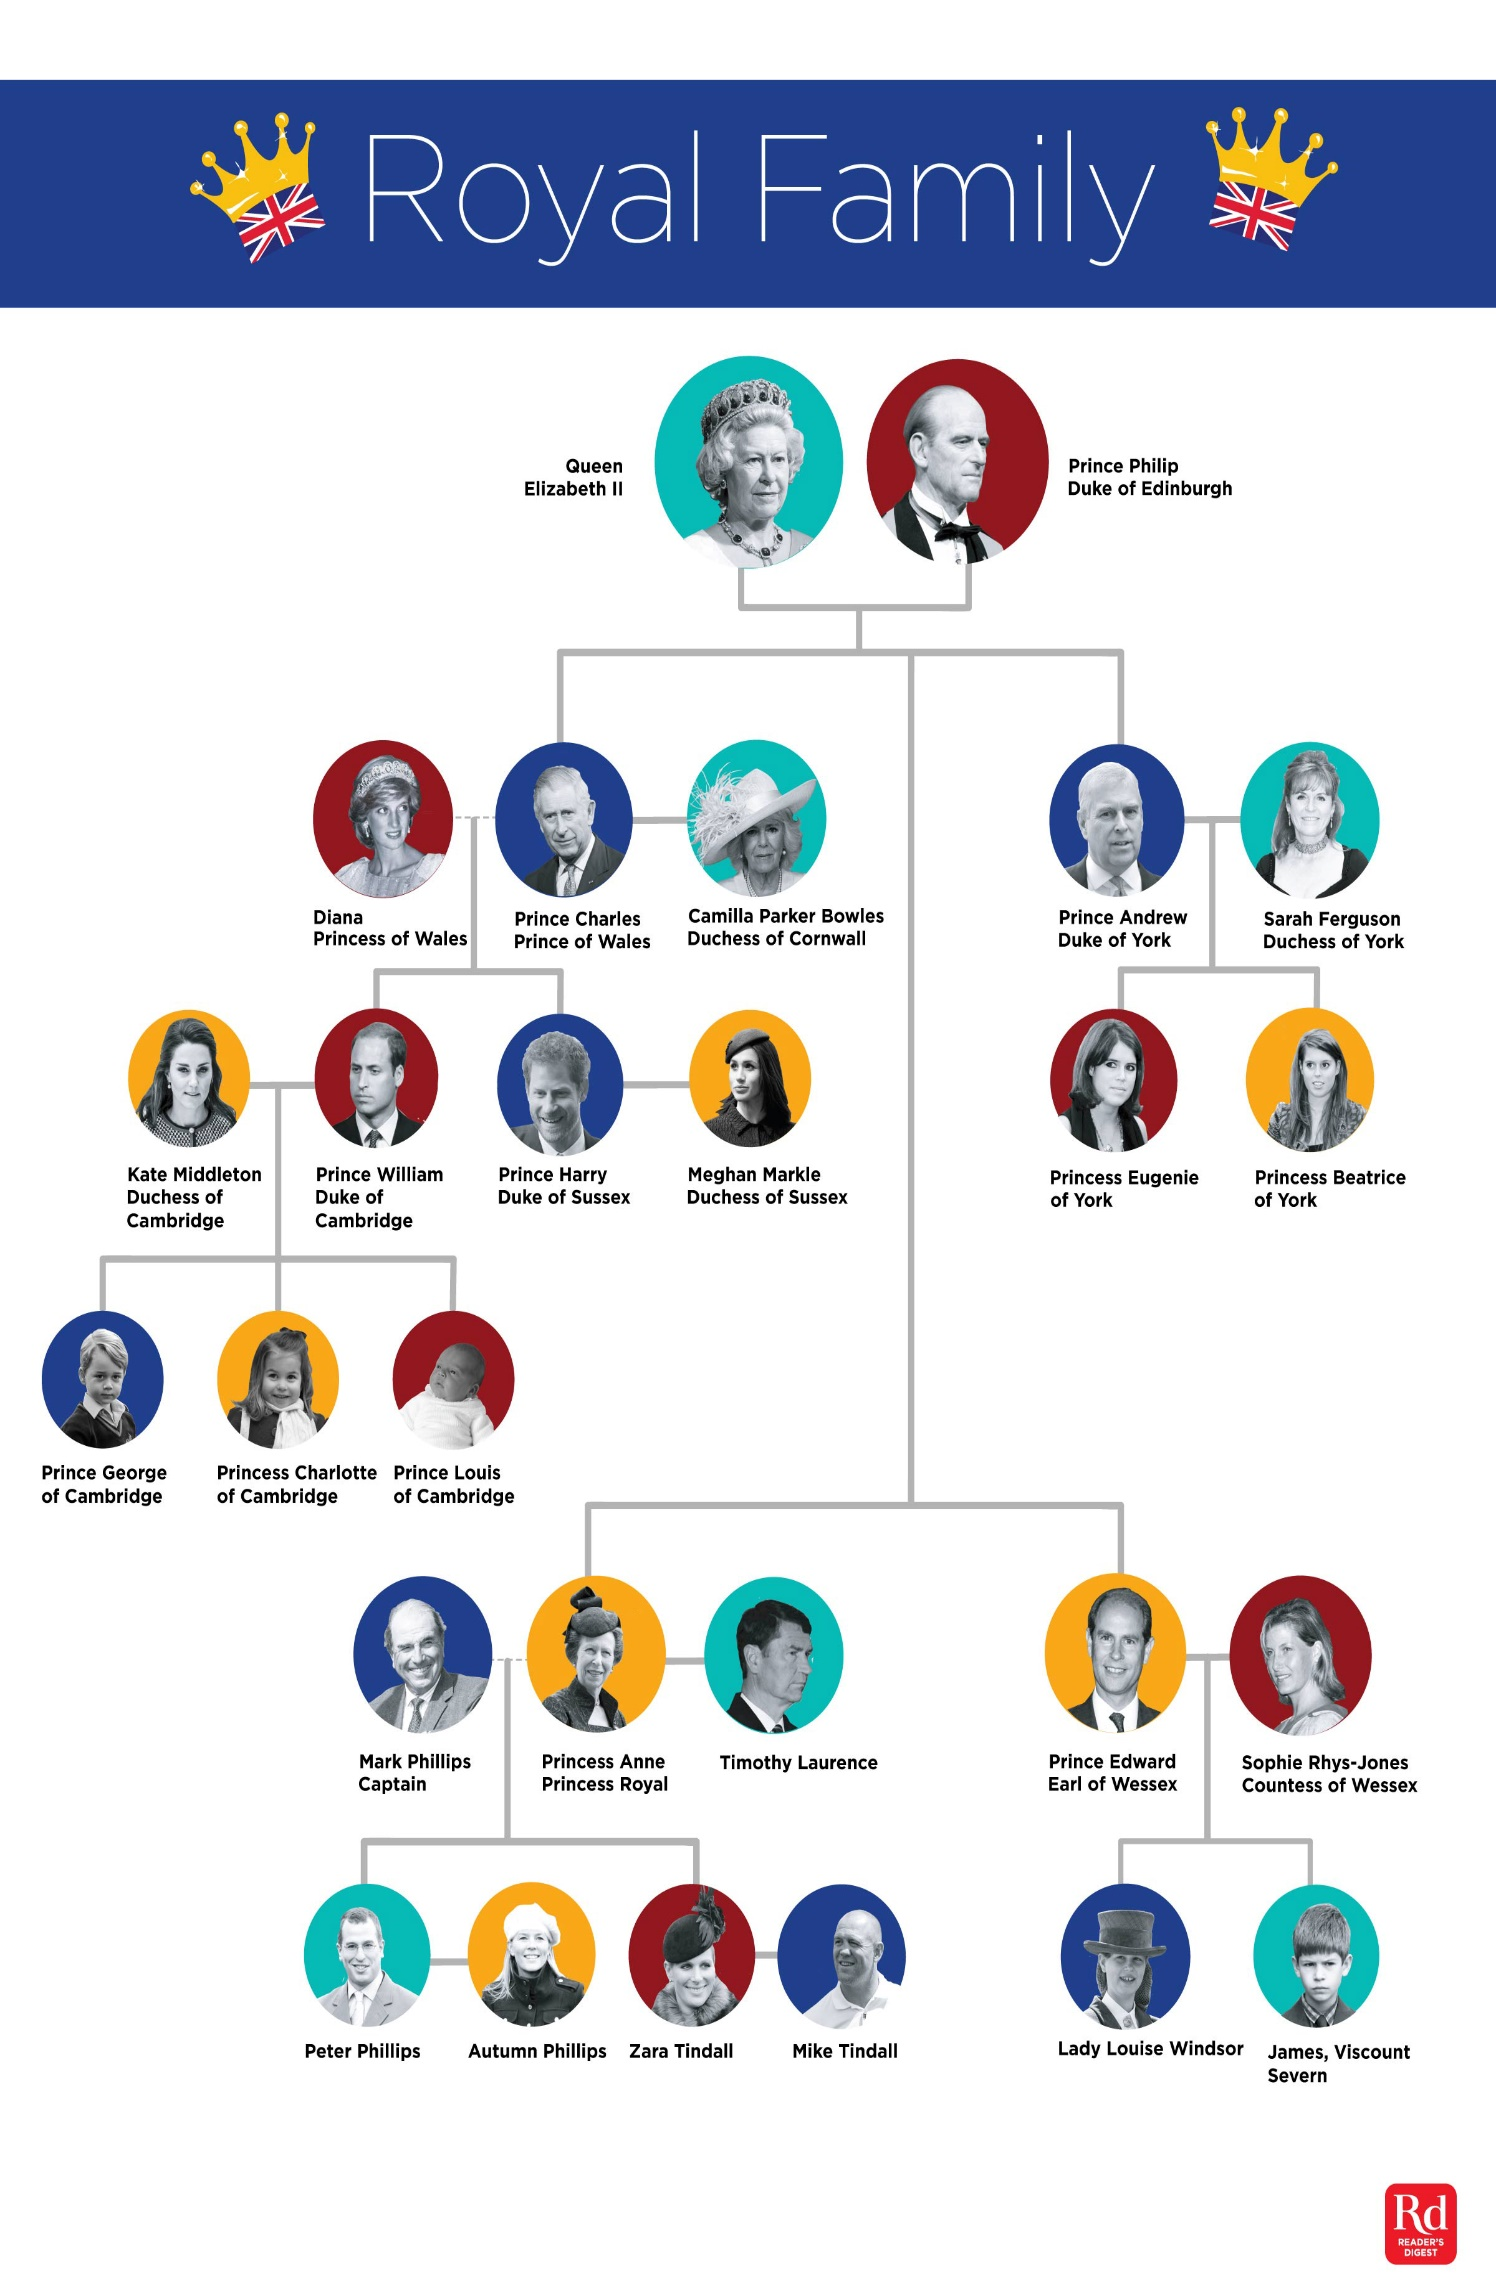 Royal Family
Queen
Elizabeth II
Prince Philip
Duke of Edinburgh
Diana
Princess of Wales
Prince Charles
Prince of Wales
Camilla Parker Bowles
Duchess of Cornwall
Prince Andrew
Duke of York
Sarah Ferguson
Duchess of York
Kate Middleton
Duchess of
Cambridge
Prince William
Duke of
Cambridge
Prince Harry
Duke of Sussex
Meghan Markle
Duchess of Sussex
Princess Eugenie
of York
Princess Beatrice
of York
Prince George
of Cambridge
Princess Charlotte
of Cambridge
Prince Louis
of Cambridge
Mark Phillips
Captain
Princess Anne
Princess Royal
Timothy Laurence
Prince Edward
Earl of Wessex
Sophie Rhys-Jones
Countess of Wessex
Peter Phillips
Autumn Phillips
Zara Tindall
Mike Tindall
Lady Louise Windsor
James, Viscount
Severn
Rd
READER'S
DIGEST